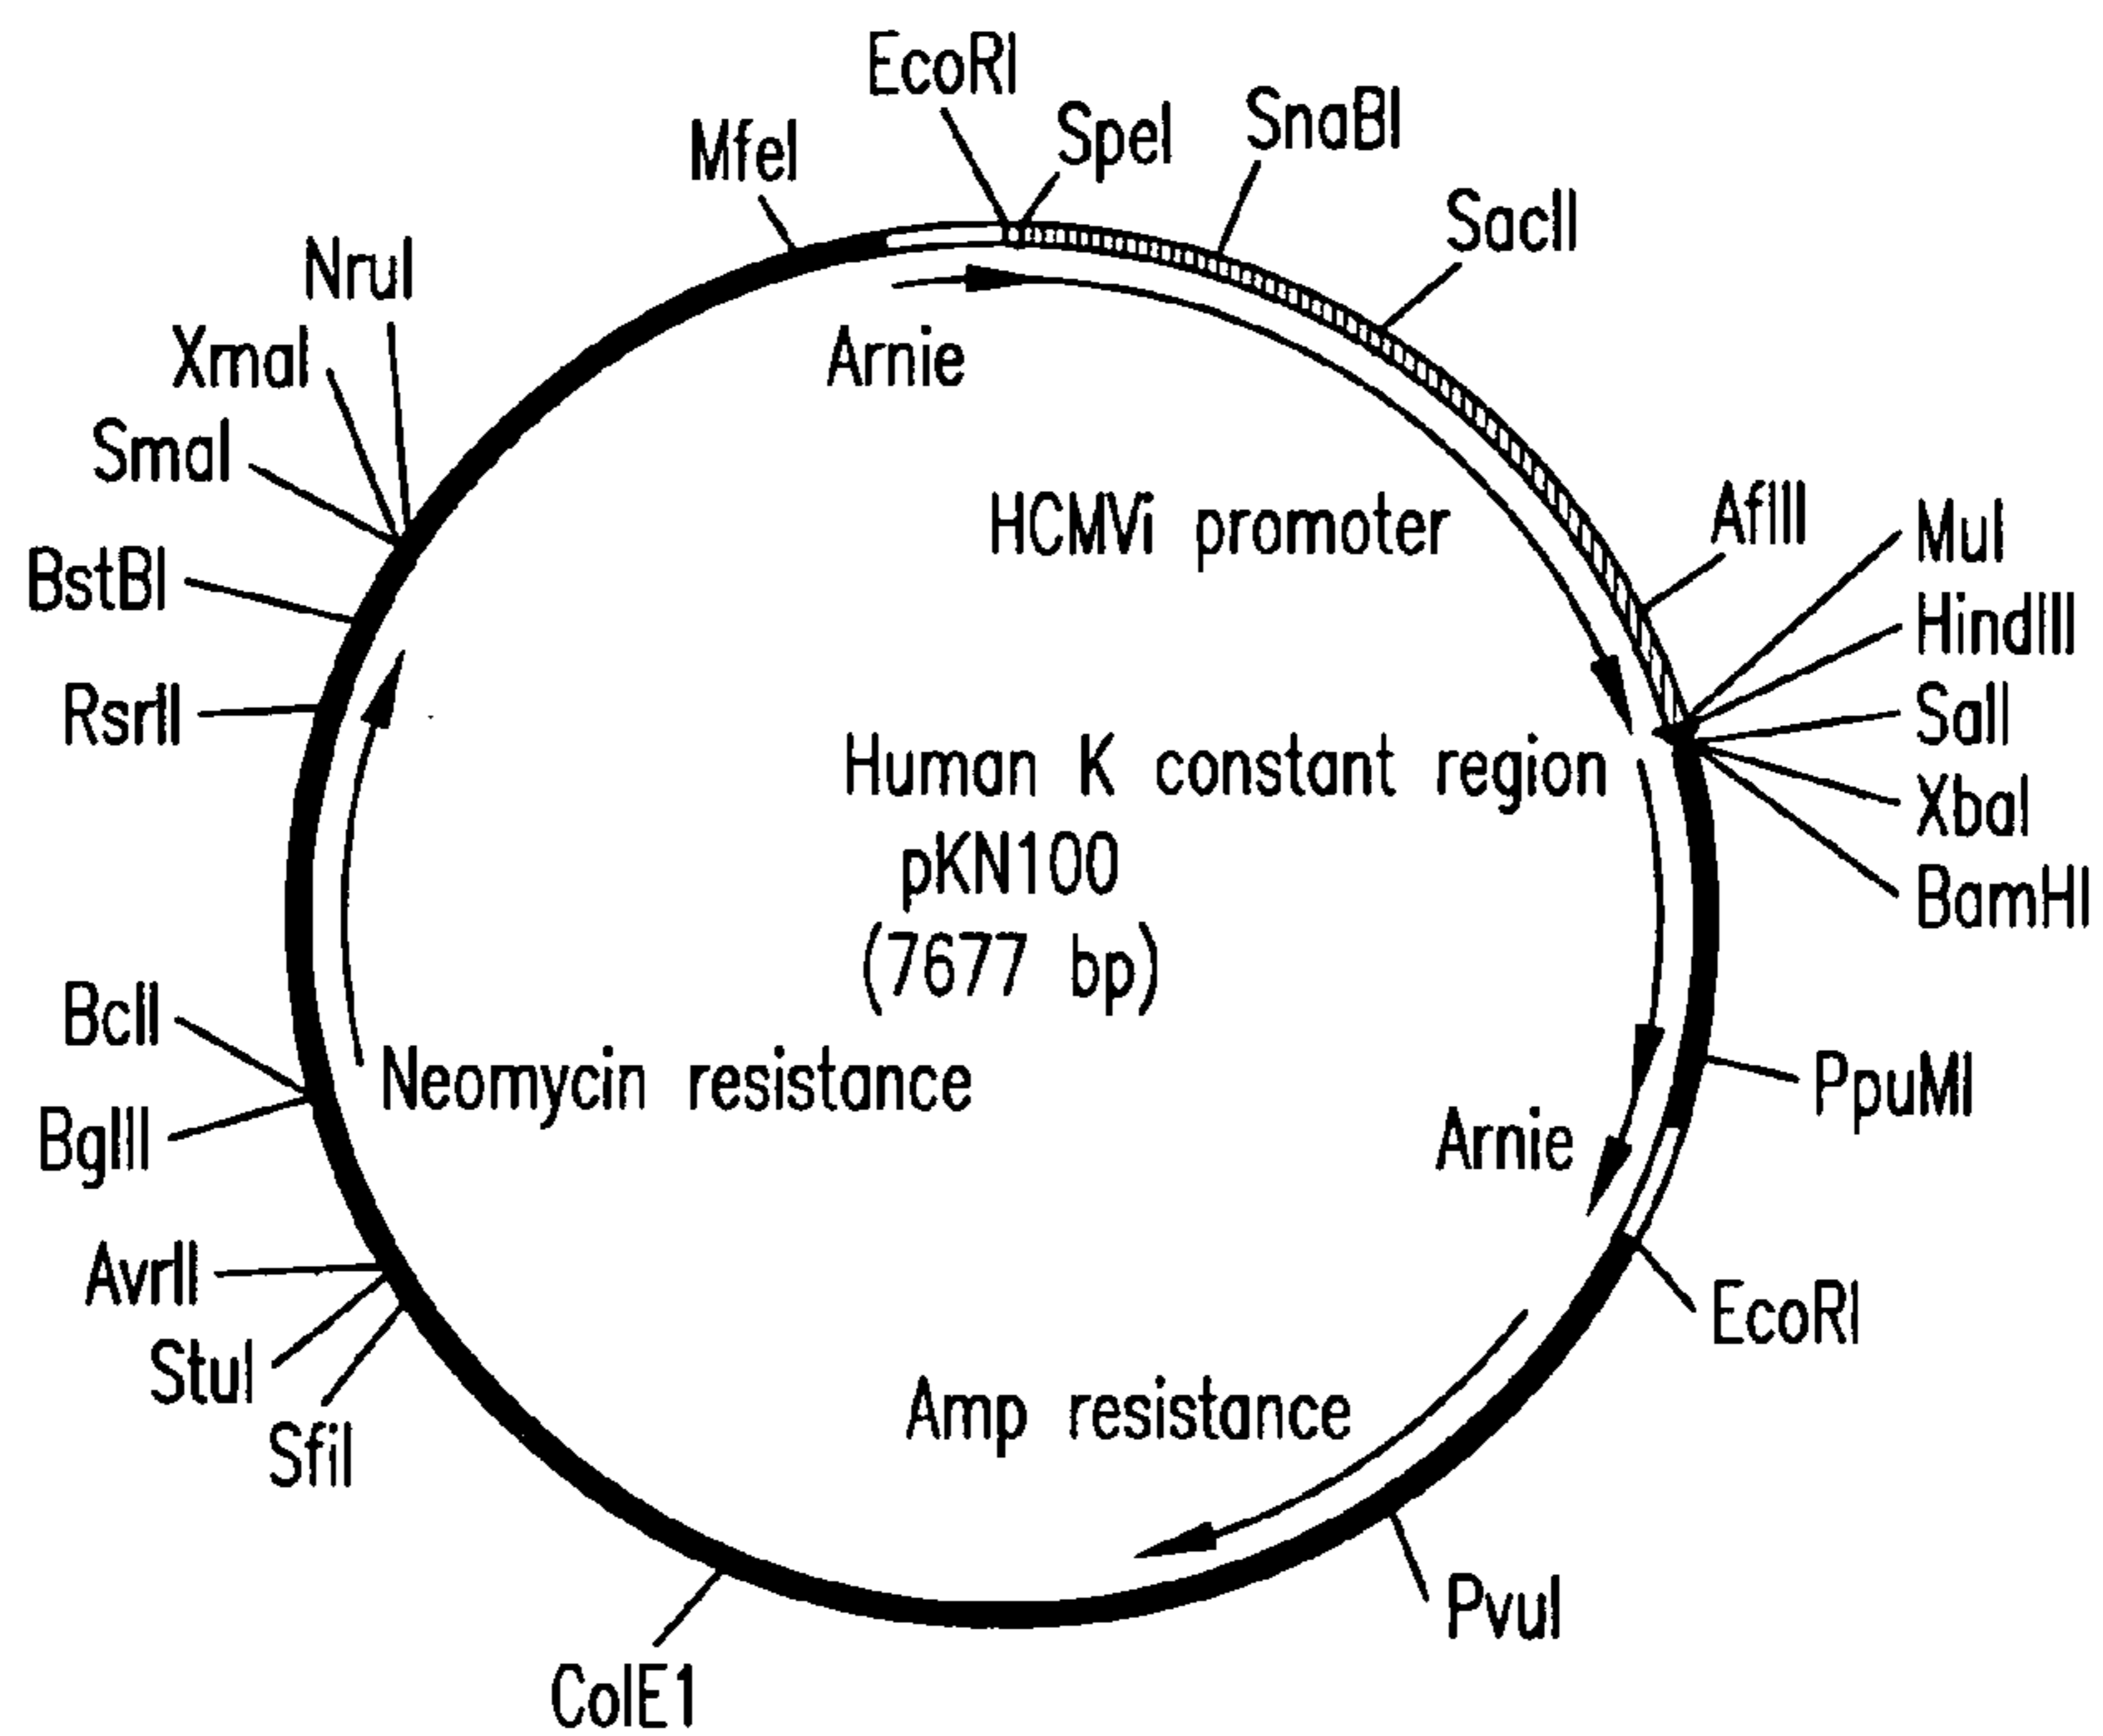 EcoRI
SpeI
SnaBI
MfeI
SacII
NruI
XmaI
Arnie
SmaI
HCMVi promoter
AflII
MuI
BstBI
HindIII
RsrII
SalI
Human K constant region
XbaI
pKN100
BamHI
(7677 bp)
BclI
Neomycin resistance
PpuMI
BglII
Arnie
AvrII
EcoRI
StuI
Amp resistance
SfiI
PvuI
ColE1